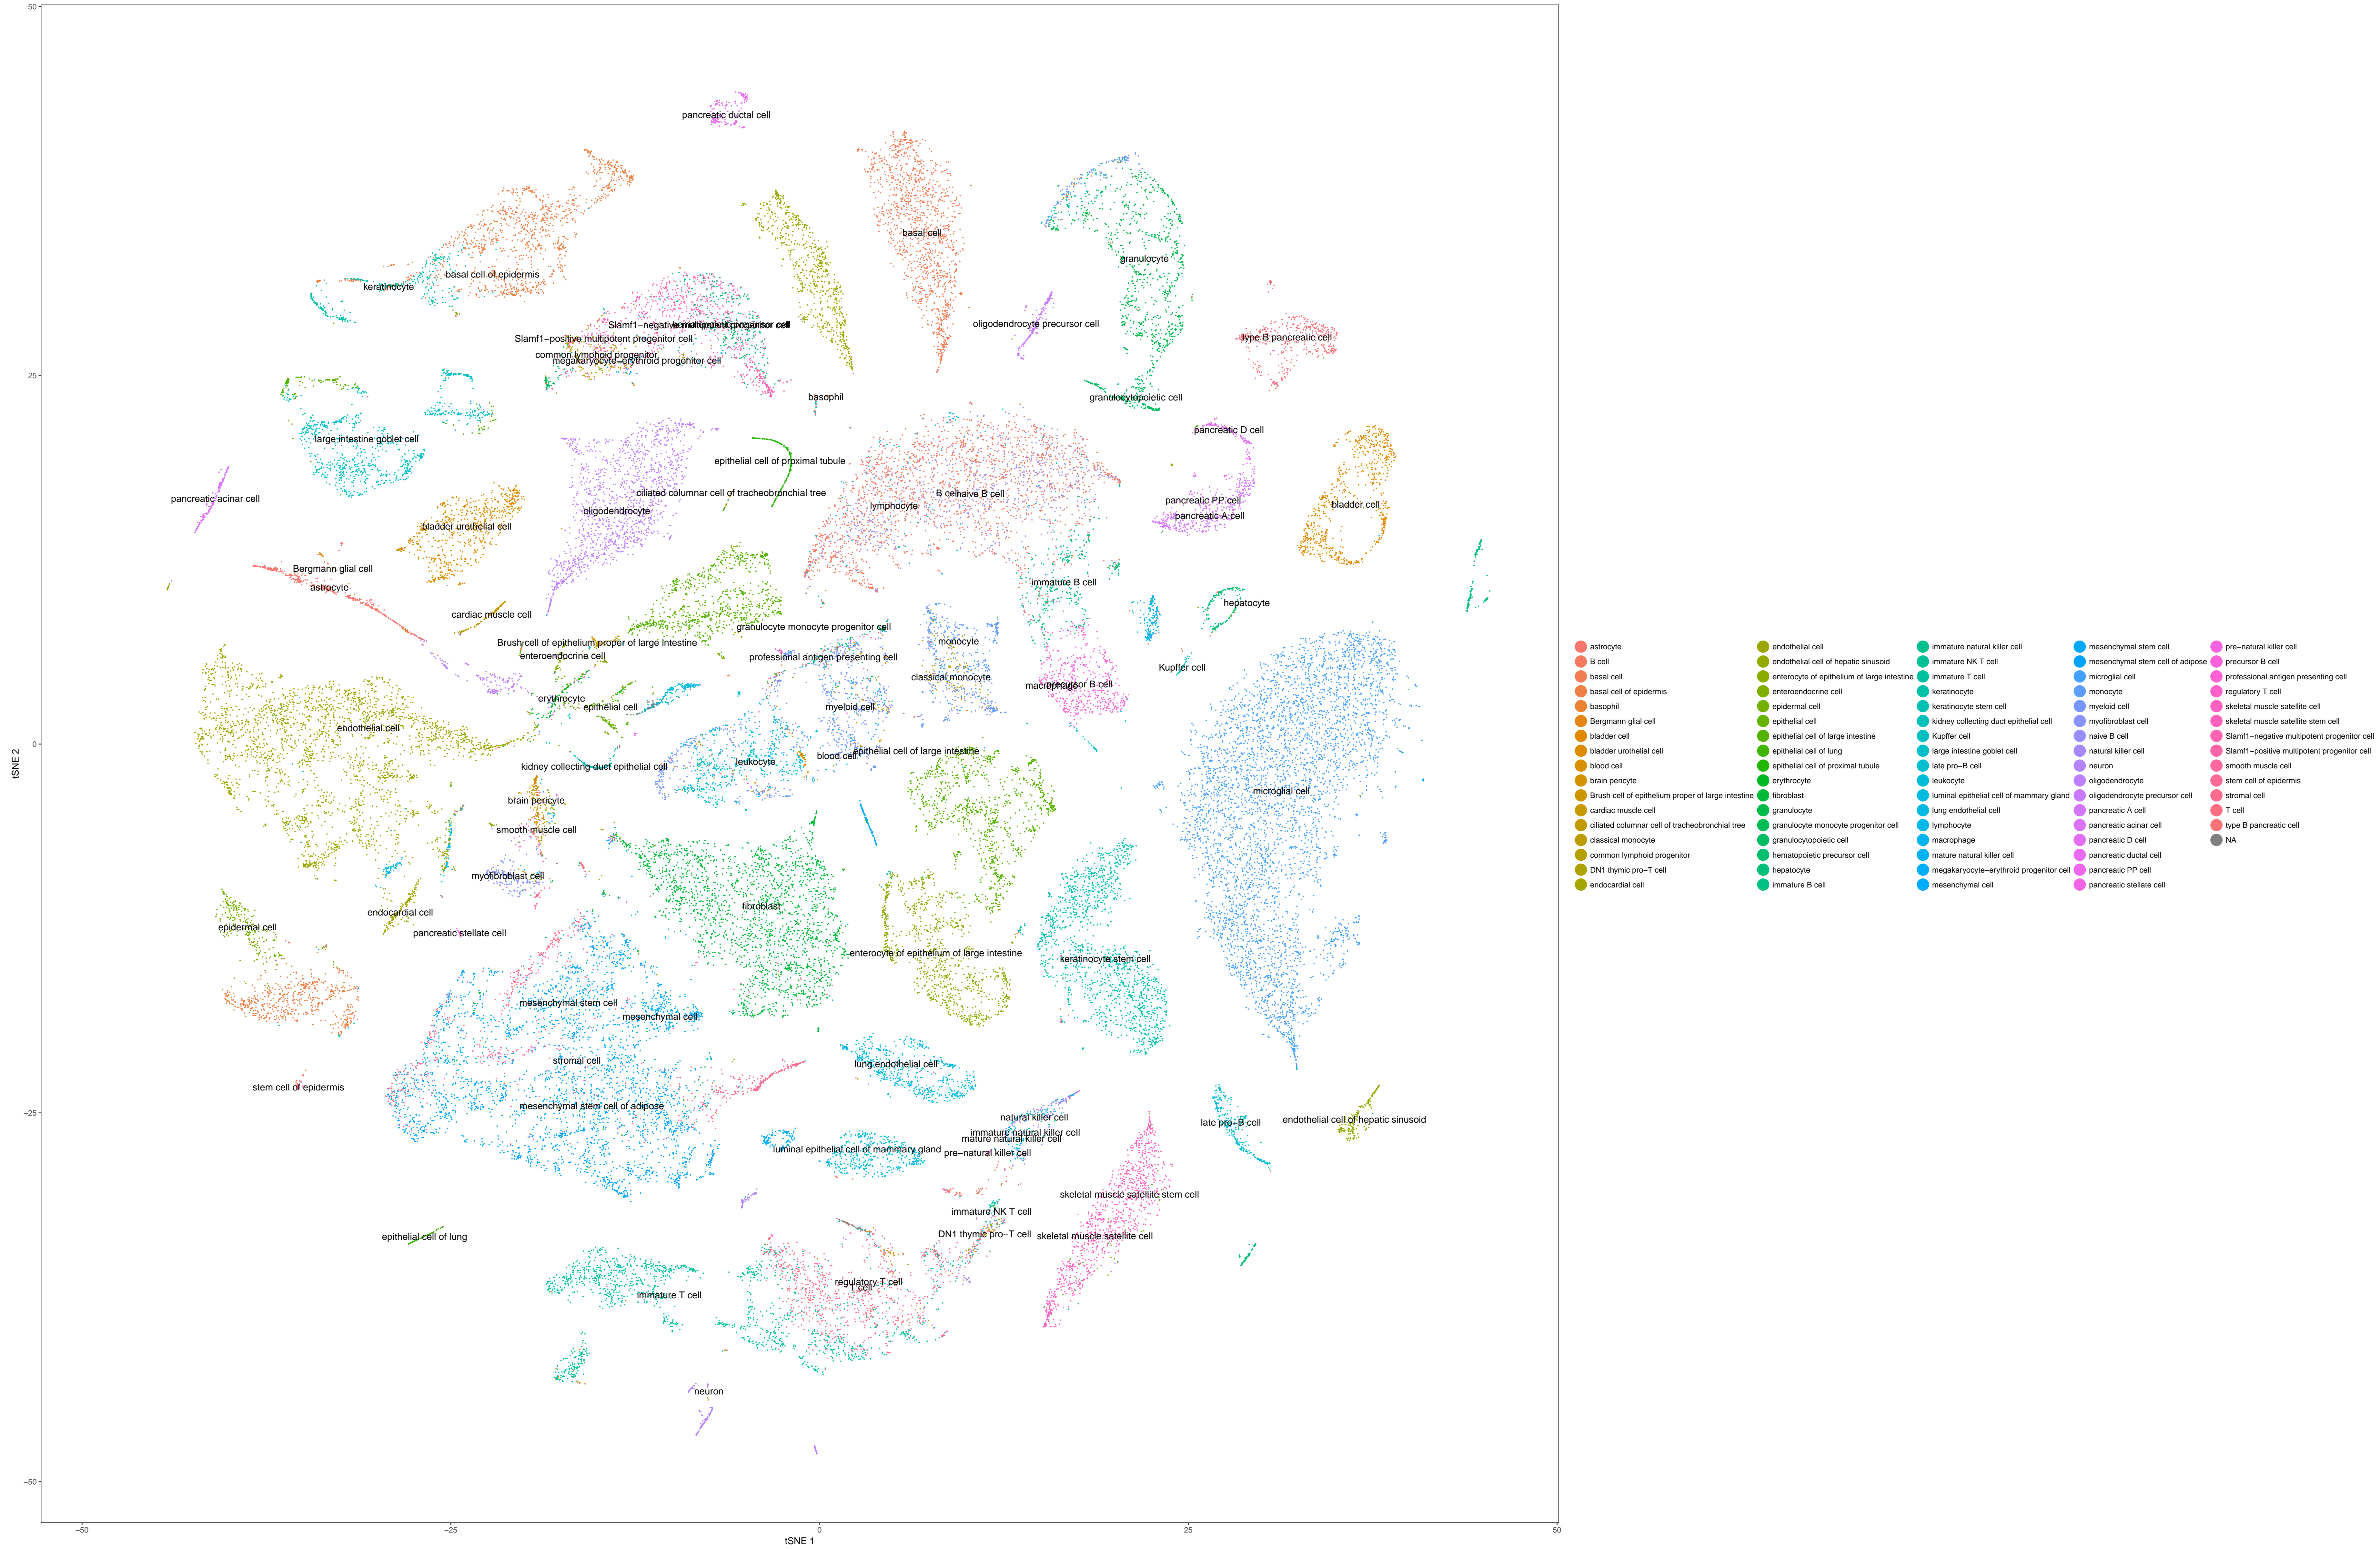 50
25
0
−25
−50
tSNE 2
−50
−25
0
25
50
tSNE 1
pancreatic ductal cell
basal cell
granulocyte
basal cell of epidermis
keratinocyte
Slamf1−negative multipotent progenitor cell
hematopoietic precursor cell
oligodendrocyte precursor cell
Slamf1−positive multipotent progenitor cell
type B pancreatic cell
common lymphoid progenitor
megakaryocyte−erythroid progenitor cell
basophil
granulocytopoietic cell
pancreatic D cell
large intestine goblet cell
epithelial cell of proximal tubule
pancreatic acinar cell
ciliated columnar cell of tracheobronchial tree
B cell
naive B cell
pancreatic PP cell
lymphocyte
bladder cell
oligodendrocyte
pancreatic A cell
bladder urothelial cell
Bergmann glial cell
immature B cell
astrocyte
hepatocyte
cardiac muscle cell
granulocyte monocyte progenitor cell
Brush cell of epithelium proper of large intestine
monocyte
enteroendocrine cell
professional antigen presenting cell
Kupffer cell
classical monocyte
macrophage
precursor B cell
erythrocyte
epithelial cell
myeloid cell
endothelial cell
epithelial cell of large intestine
blood cell
leukocyte
kidney collecting duct epithelial cell
microglial cell
brain pericyte
smooth muscle cell
myofibroblast cell
fibroblast
endocardial cell
epidermal cell
pancreatic stellate cell
enterocyte of epithelium of large intestine
keratinocyte stem cell
mesenchymal stem cell
mesenchymal cell
stromal cell
lung endothelial cell
stem cell of epidermis
mesenchymal stem cell of adipose
natural killer cell
endothelial cell of hepatic sinusoid
late pro−B cell
immature natural killer cell
mature natural killer cell
luminal epithelial cell of mammary gland
pre−natural killer cell
skeletal muscle satellite stem cell
immature NK T cell
DN1 thymic pro−T cell
skeletal muscle satellite cell
epithelial cell of lung
regulatory T cell
T cell
immature T cell
neuron
astrocyte
B cell
basal cell
basal cell of epidermis
basophil
Bergmann glial cell
bladder cell
bladder urothelial cell
blood cell
brain pericyte
Brush cell of epithelium proper of large intestine
cardiac muscle cell
ciliated columnar cell of tracheobronchial tree
classical monocyte
common lymphoid progenitor
DN1 thymic pro−T cell
endocardial cell
endothelial cell
endothelial cell of hepatic sinusoid
enterocyte of epithelium of large intestine
enteroendocrine cell
epidermal cell
epithelial cell
epithelial cell of large intestine
epithelial cell of lung
epithelial cell of proximal tubule
erythrocyte
fibroblast
granulocyte
granulocyte monocyte progenitor cell
granulocytopoietic cell
hematopoietic precursor cell
hepatocyte
immature B cell
immature natural killer cell
immature NK T cell
immature T cell
keratinocyte
keratinocyte stem cell
kidney collecting duct epithelial cell
Kupffer cell
large intestine goblet cell
late pro−B cell
leukocyte
luminal epithelial cell of mammary gland
lung endothelial cell
lymphocyte
macrophage
mature natural killer cell
megakaryocyte−erythroid progenitor cell
mesenchymal cell
mesenchymal stem cell
mesenchymal stem cell of adipose
microglial cell
monocyte
myeloid cell
myofibroblast cell
naive B cell
natural killer cell
neuron
oligodendrocyte
oligodendrocyte precursor cell
pancreatic A cell
pancreatic acinar cell
pancreatic D cell
pancreatic ductal cell
pancreatic PP cell
pancreatic stellate cell
pre−natural killer cell
precursor B cell
professional antigen presenting cell
regulatory T cell
skeletal muscle satellite cell
skeletal muscle satellite stem cell
Slamf1−negative multipotent progenitor cell
Slamf1−positive multipotent progenitor cell
smooth muscle cell
stem cell of epidermis
stromal cell
T cell
type B pancreatic cell
NA